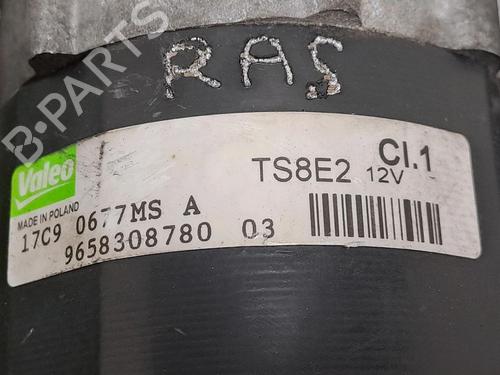 RAS
B-PARTS
Valeo
TS8E2 12V Cl.1
MADE IN POLAND
17C9 0677MS A
9658308780 03